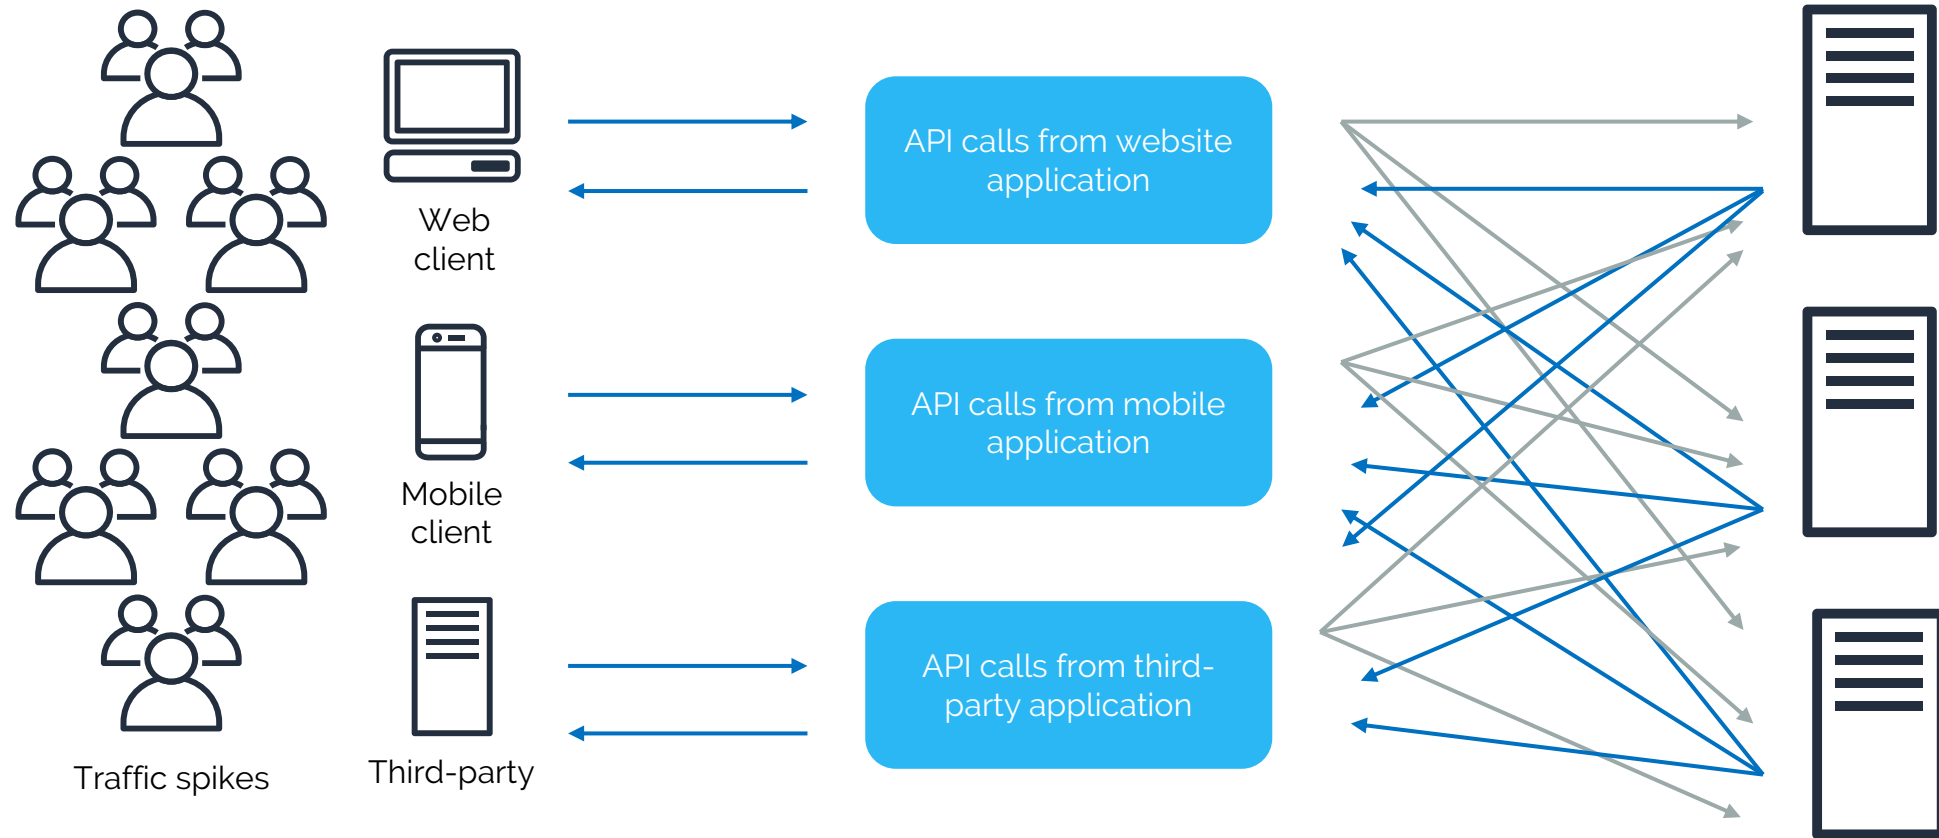 Web
client
Mobile
client
Third-party
Traffic spikes
API calls from website
application
API calls from mobile
application
API calls from third-
party application